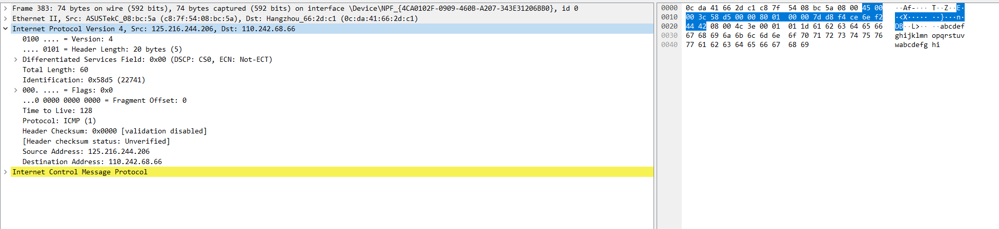 Frame 383: 74 bytes on wire (592 bits), 74 bytes captured (592 bits) on interface \Device\NPF_{4CA0102F-0909-460B-A207-343E31206BB0}, id 0
Ethernet II, Src: ASUSTekC_08:bc:5a (c8:7f:54:08:bc:5a), Dst: Hangzhou_66:2d:c1 (0c:da:41:66:2d:c1)
Internet Protocol Version 4, Src: 125.216.244.206, Dst: 110.242.68.66
0100 .... = Version: 4
.... 0101 = Header Length: 20 bytes (5)
Differentiated Services Field: 0x00 (DSCP: CS0, ECN: Not-ECT)
Total Length: 60
Identification: 0x58d5 (22741)
000. .... = Flags: 0x0
...0 0000 0000 0000 = Fragment Offset: 0
Time to Live: 128
Protocol: ICMP (1)
Header Checksum: 0x0000 [validation disabled]
[Header checksum status: Unverified]
Source Address: 125.216.244.206
Destination Address: 110.242.68.66
Internet Control Message Protocol
0000 0c da 41 66 2d c1 c8 7f 54 08 bc 5a 08 00 45 00 ··Af-··· T··Z··E·
0010 00 3c 58 d5 00 00 80 01 00 00 7d d8 f4 ce 6e f2 ·<X····· ··}···n·
0020 44 42 08 00 4c 3e 00 01 01 1d 61 62 63 64 65 66 DB··L>·· ··abcdef
0030 67 68 69 6a 6b 6c 6d 6e 6f 70 71 72 73 74 75 76 ghijklmn opqrstuv
0040 77 61 62 63 64 65 66 67 68 69 wabcdefg hi